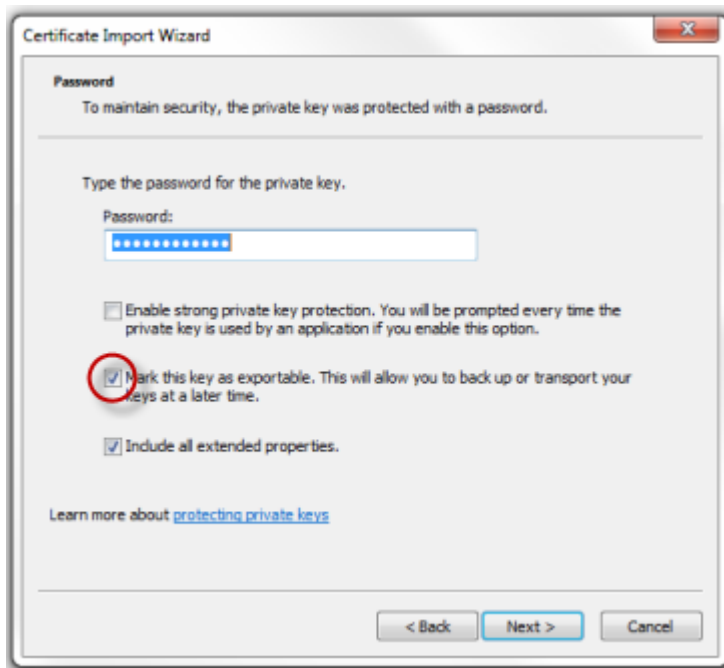 Certificate Import Wizard
Password
To maintain security, the private key was protected with a password.
Type the password for the private key.
Password:
••••••••••••
Enable strong private key protection. You will be prompted every time the
private key is used by an application if you enable this option.
Mark this key as exportable. This will allow you to back up or transport your
keys at a later time.
Include all extended properties.
Learn more about protecting private keys
< Back Next > Cancel